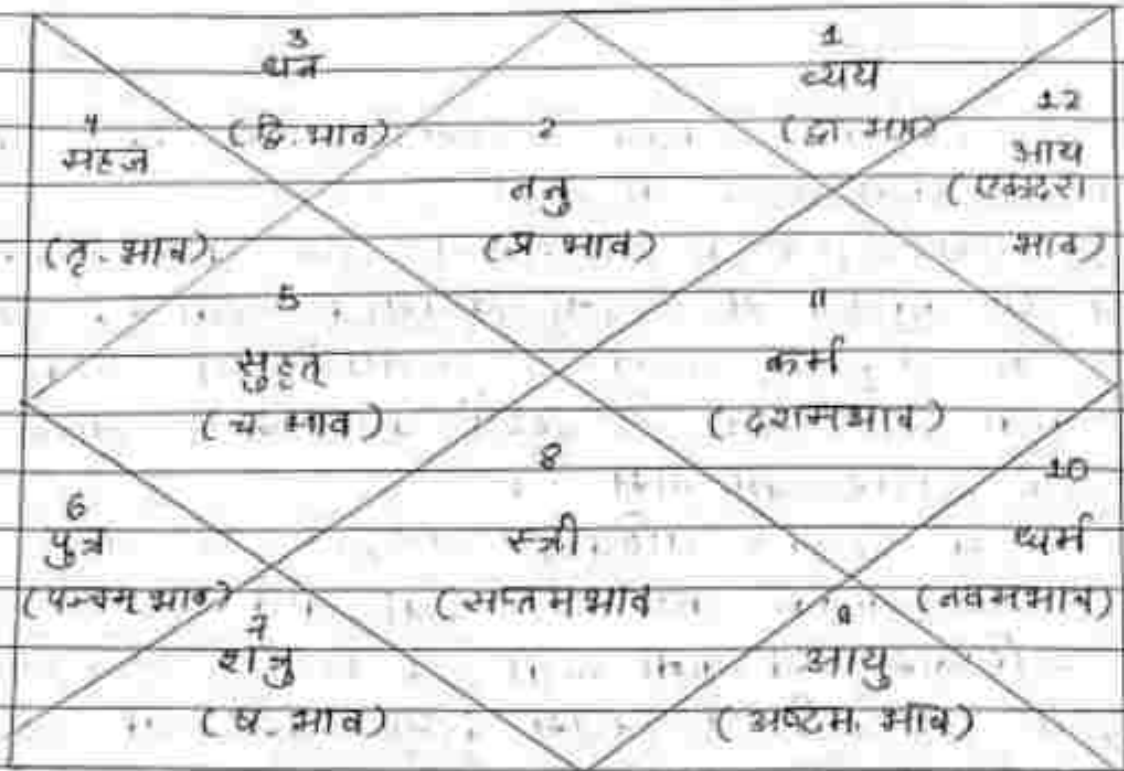 3
धन
(द्वि. भाव)
1
व्यय
(द्वा. भाव)
12
आय
(एकादश
भाव)
4
सहज
(तृ. भाव)
2
तनु
(प्र. भाव)
5
सुहृत्
(च. भाव)
11
कर्म
(दशमभाव)
8
स्त्री
(सप्तमभाव
10
धर्म
(नवमभाव)
6
पुत्र
(पञ्चम् भाव)
7
शत्रु
(ष. भाव)
9
आयु
(अष्टम. भाव)